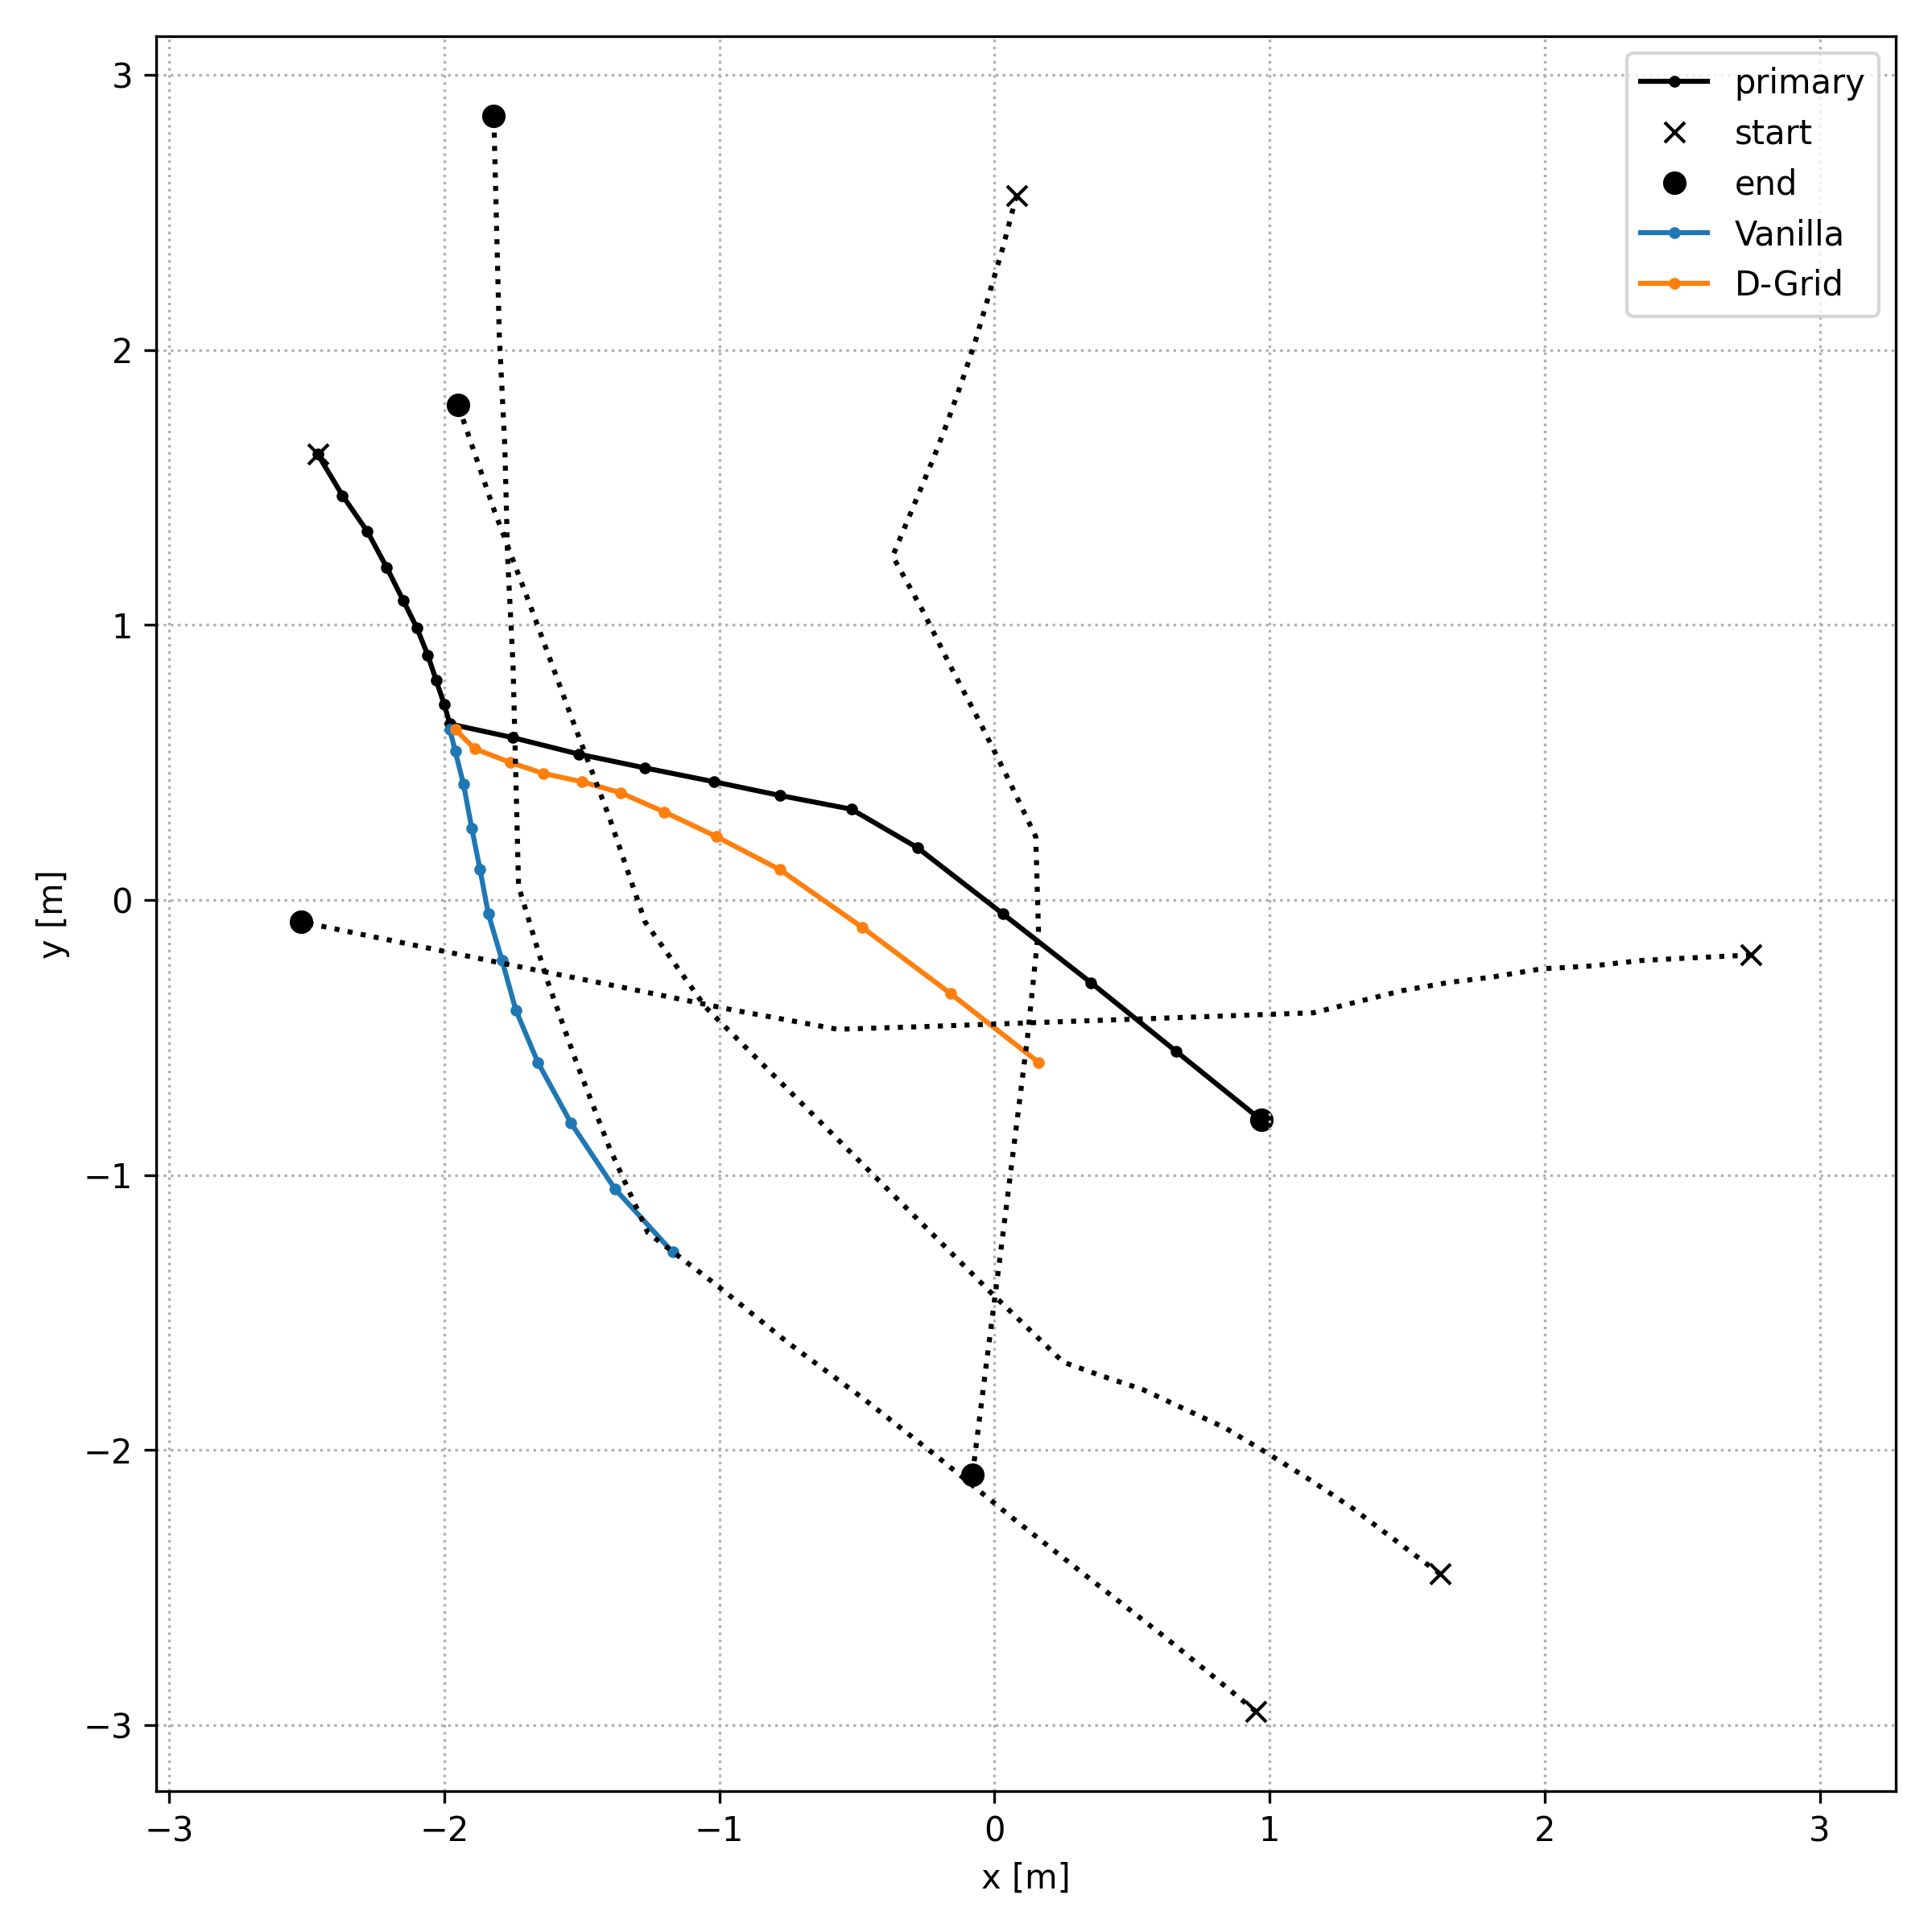 3
2
1
0
−1
−2
−3
y [m]
primary
start
end
Vanilla
D-Grid
−3 −2 −1 0 1 2 3
x [m]